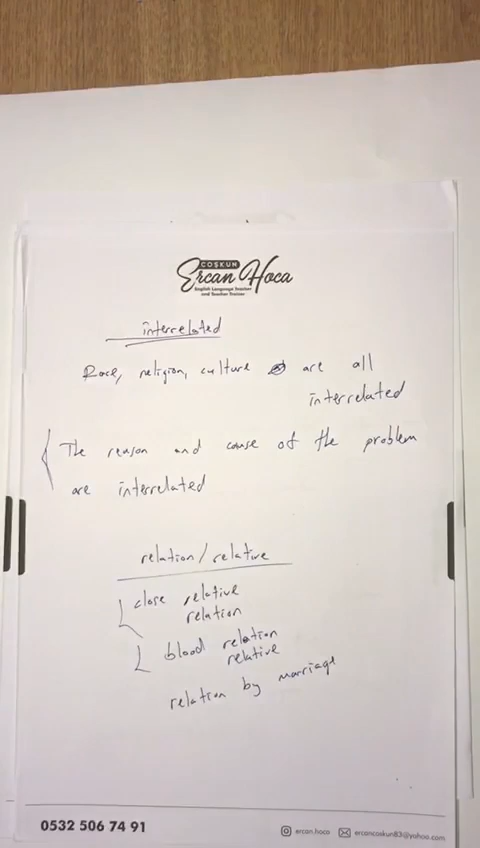 COŞKUN
Ercan Hoca
English Language Teacher
and Teacher Trainer
interrelated
Race, religion, culture are all
interrelated
The reason and cause of the problem
are interrelated
relation / relative
close relative
relation
blood relation
relative
relation by marriage
0532 506 74 91
ercan.hoca
ercancoskun83@yahoo.com